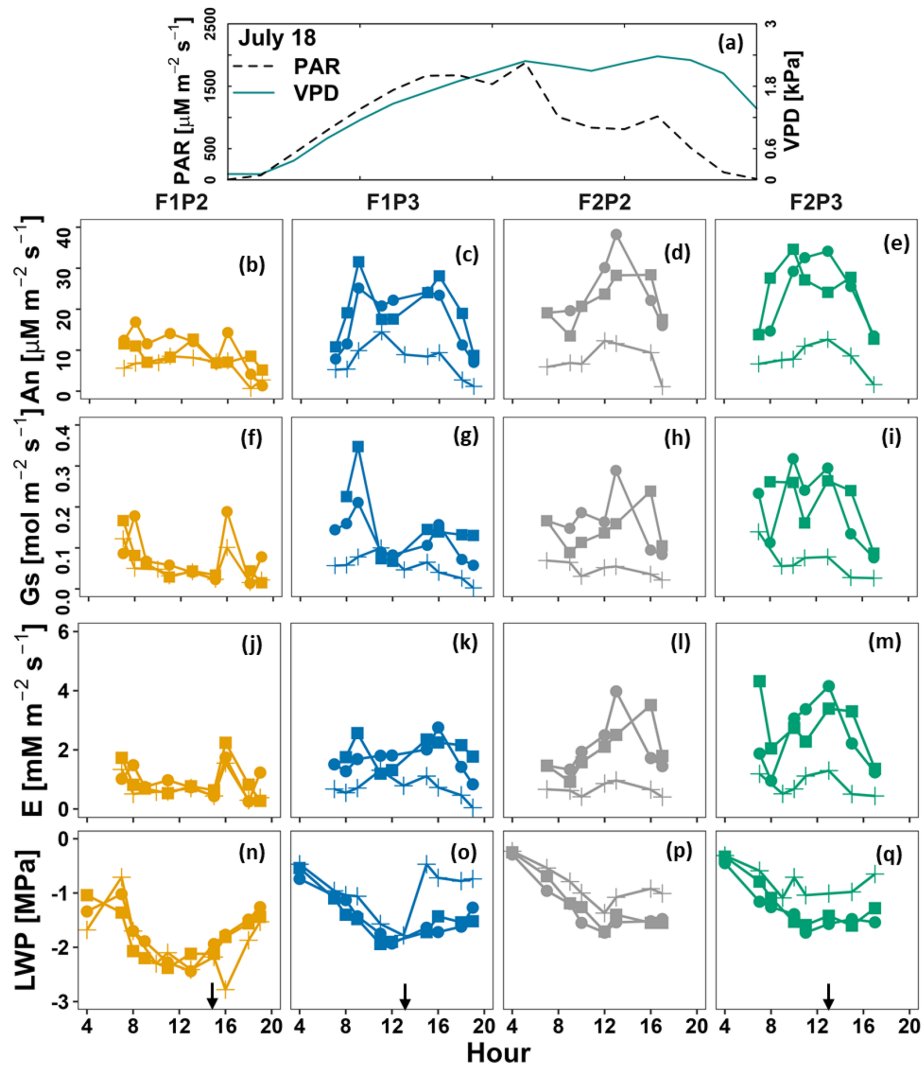 2500
1500
500
0
PAR [μM m⁻² s⁻¹]
July 18
PAR
VPD
(a)
3
1.8
0.6
0
VPD [kPa]
F1P2 F1P3 F2P2 F2P3
An [μM m⁻² s⁻¹]
40
30
20
10
0
(b) (c) (d) (e)
Gs [mol m⁻² s⁻¹]
0.4
0.3
0.2
0.1
0.0
(f) (g) (h) (i)
E [mM m⁻² s⁻¹]
6
4
2
0
(j) (k) (l) (m)
LWP [MPa]
0
-1
-2
-3
(n) (o) (p) (q)
4 8 12 16 20 4 8 12 16 20 4 8 12 16 20 4 8 12 16 20
Hour